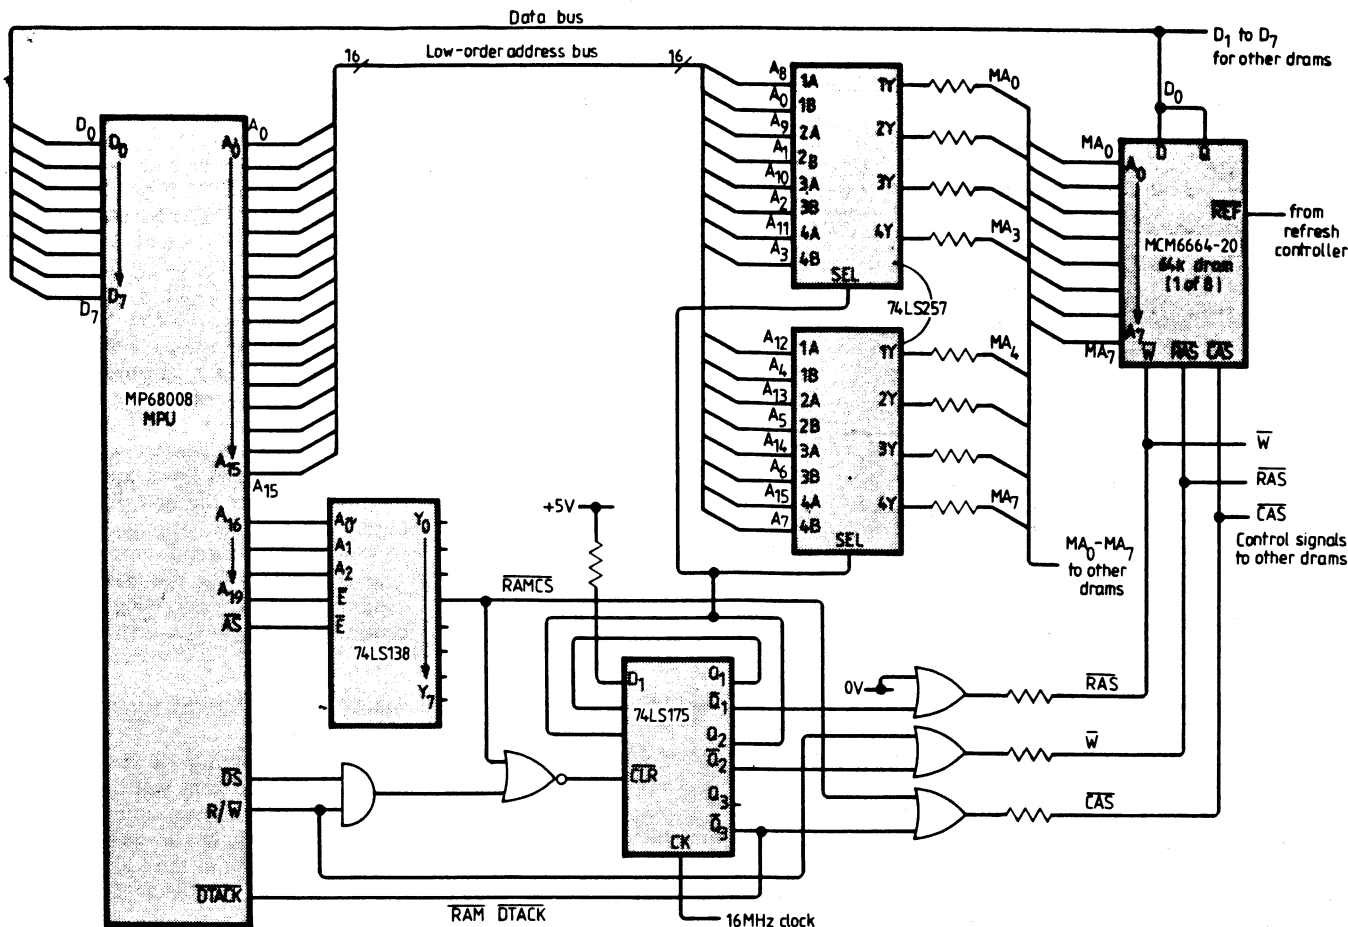 Data bus
D1 to D7
for other drams
16
Low-order address bus
16
D0
A0
D0
A0
D7
D7
MP68008
MPU
A15
A15
A16
A19
AS
DS
R/W
DTACK
A0
A1
A2
E
E
Y0
Y7
74LS138
RAMCS
+5V
A8
A0
A9
A1
A10
A2
A11
A3
1A
1B
2A
2B
3A
3B
4A
4B
1Y
2Y
3Y
4Y
SEL
74LS257
A12
A4
A13
A5
A14
A6
A15
A7
1A
1B
2A
2B
3A
3B
4A
4B
1Y
2Y
3Y
4Y
SEL
MA0
MA3
MA4
MA7
MA0-MA7
to other
drams
D0
D
Q
MA0
A0
REF
from
refresh
controller
MCM6664-20
64k dram
(1 of 8)
A7
MA7
W
RAS
CAS
W
RAS
CAS
Control signals
to other drams
D1
74LS175
Q1
Q1
Q2
Q2
Q3
Q3
CLR
CK
0V
RAS
W
CAS
RAM DTACK
16MHz clock